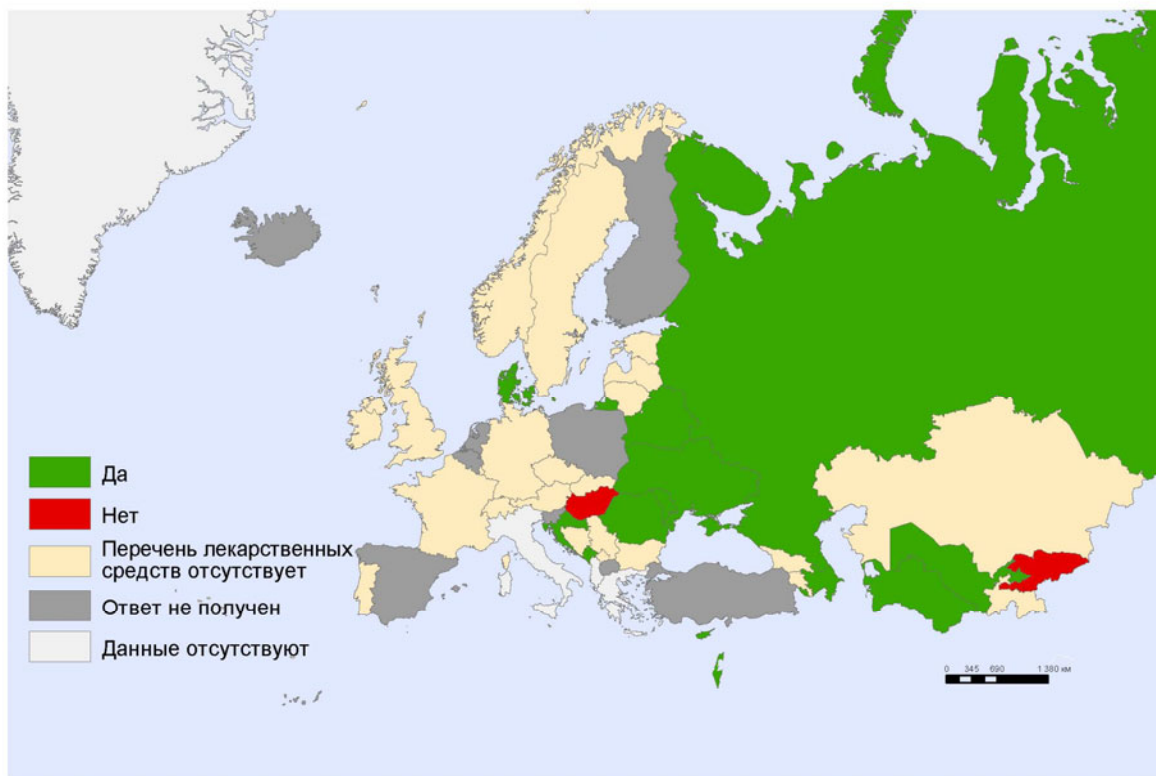 Да
Нет
Перечень лекарственных
средств отсутствует
Ответ не получен
Данные отсутствуют
0 345 690 1 380 км